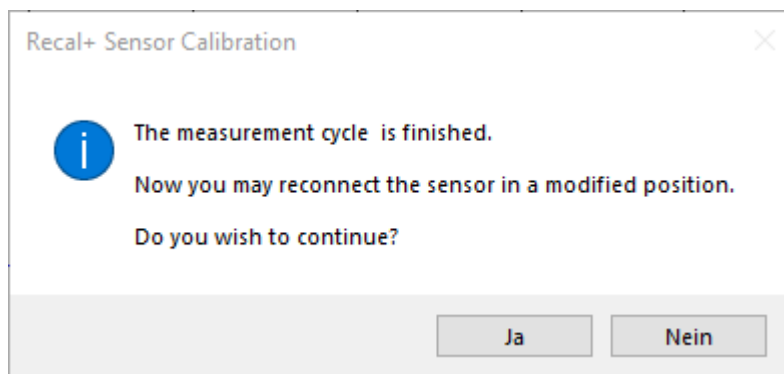 Recal+ Sensor Calibration
The measurement cycle  is finished.
Now you may reconnect the sensor in a modified position.
Do you wish to continue?
Ja
Nein